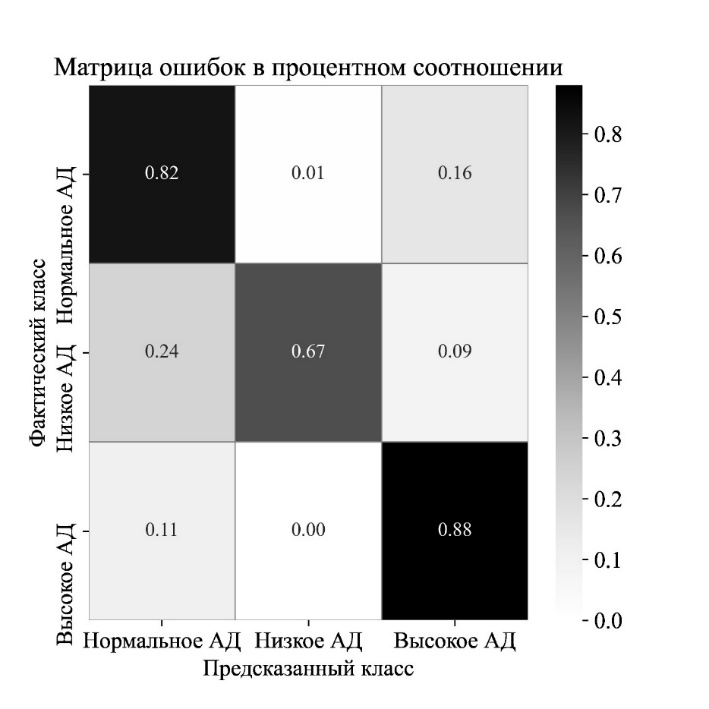 Матрица ошибок в процентном соотношении
Фактический класс
Нормальное АД
0.82
0.01
0.16
Низкое АД
0.24
0.67
0.09
Высокое АД
0.11
0.00
0.88
Нормальное АД
Низкое АД
Высокое АД
Предсказанный класс
0.8
0.7
0.6
0.5
0.4
0.3
0.2
0.1
0.0